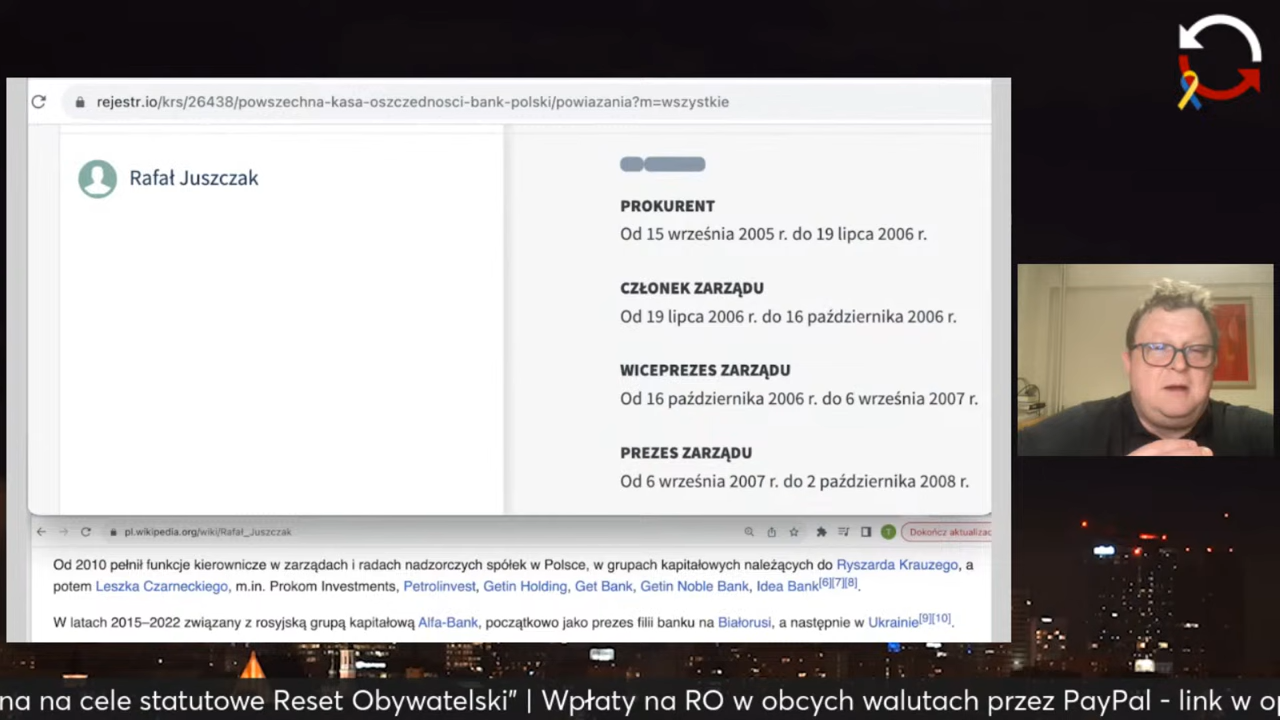 rejestr.io/krs/26438/powszechna-kasa-oszczednosci-bank-polski/powiazania?m=wszystkie
Rafał Juszczak
PROKURENT
Od 15 września 2005 r. do 19 lipca 2006 r.
CZŁONEK ZARZĄDU
Od 19 lipca 2006 r. do 16 października 2006 r.
WICEPREZES ZARZĄDU
Od 16 października 2006 r. do 6 września 2007 r.
PREZES ZARZĄDU
Od 6 września 2007 r. do 2 października 2008 r.
pl.wikipedia.org/wiki/Rafał_Juszczak
T
Dokończ aktualizac
Od 2010 pełnił funkcje kierownicze w zarządach i radach nadzorczych spółek w Polsce, w grupach kapitałowych należących do Ryszarda Krauzego, a
potem Leszka Czarneckiego, m.in. Prokom Investments, Petrolinvest, Getin Holding, Get Bank, Getin Noble Bank, Idea Bank[6][7][8].
W latach 2015–2022 związany z rosyjską grupą kapitałową Alfa-Bank, początkowo jako prezes filii banku na Białorusi, a następnie w Ukrainie[9][10].
na na cele statutowe Reset Obywatelski” | Wpłaty na RO w obcych walutach przez PayPal - link w op